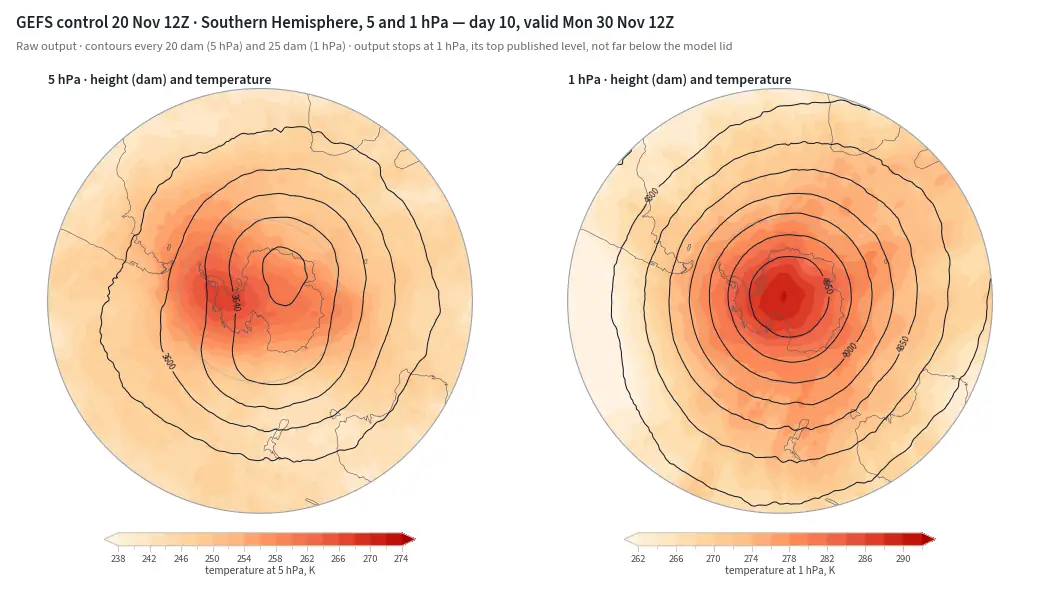 GEFS control 20 Nov 12Z · Southern Hemisphere, 5 and 1 hPa — day 10, valid Mon 30 Nov 12Z
Raw output · contours every 20 dam (5 hPa) and 25 dam (1 hPa) · output stops at 1 hPa, its top published level, not far below the model lid
5 hPa · height (dam) and temperature
3640
3600
238 242 246 250 254 258 262 266 270 274
temperature at 5 hPa, K
1 hPa · height (dam) and temperature
4800
4850
262 266 270 274 278 282 286 290
temperature at 1 hPa, K